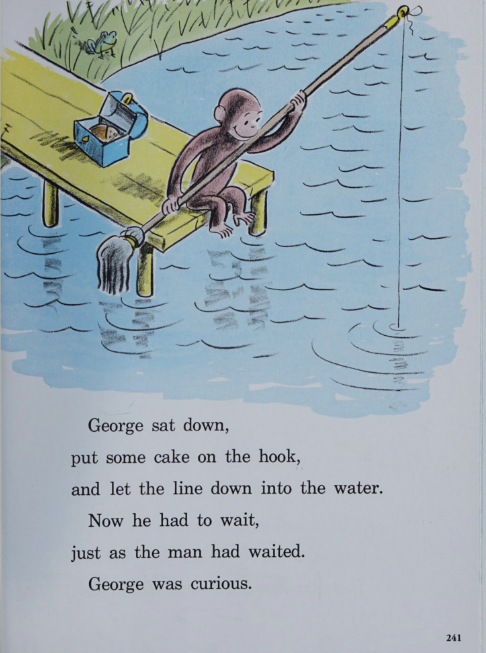 George sat down,
put some cake on the hook,
and let the line down into the water.
Now he had to wait,
just as the man had waited.
George was curious.
241